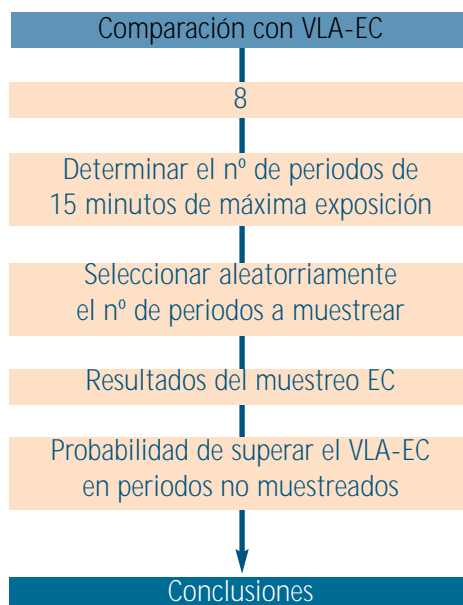 Comparación con VLA-EC
8
Determinar el nº de periodos de
15 minutos de máxima exposición
Seleccionar aleatorriamente
el nº de periodos a muestrear
Resultados del muestreo EC
Probabilidad de superar el VLA-EC
en periodos no muestreados
Conclusiones